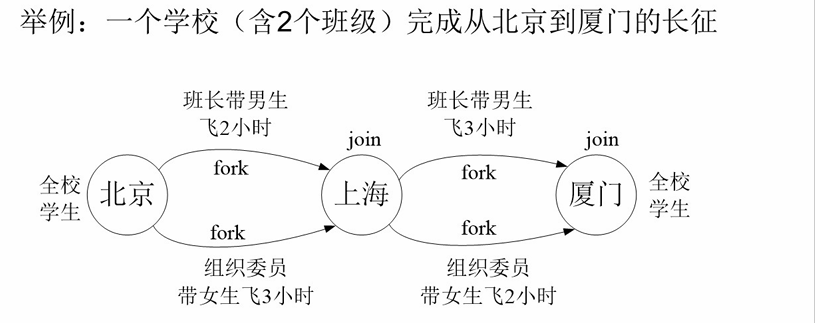 举例：一个学校（含2个班级）完成从北京到厦门的长征
班长带男生
飞2小时
班长带男生
飞3小时
join
join
fork
fork
全校
学生
北京
上海
厦门
全校
学生
fork
fork
组织委员
带女生飞3小时
组织委员
带女生飞2小时